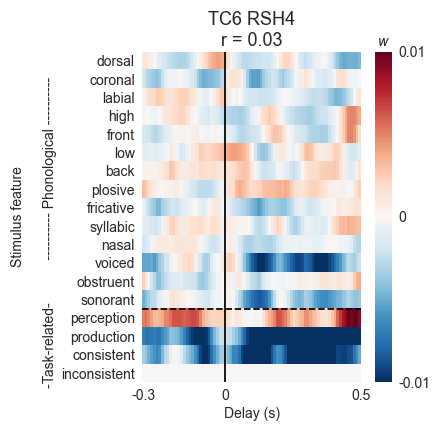 TC6 RSH4
r = 0.03
w
dorsal
coronal
labial
high
front
low
back
plosive
fricative
syllabic
nasal
voiced
obstruent
sonorant
perception
production
consistent
inconsistent
Stimulus feature
---------- Phonological ----------
-Task-related-
0.01
0
-0.01
-0.3
0
0.5
Delay (s)